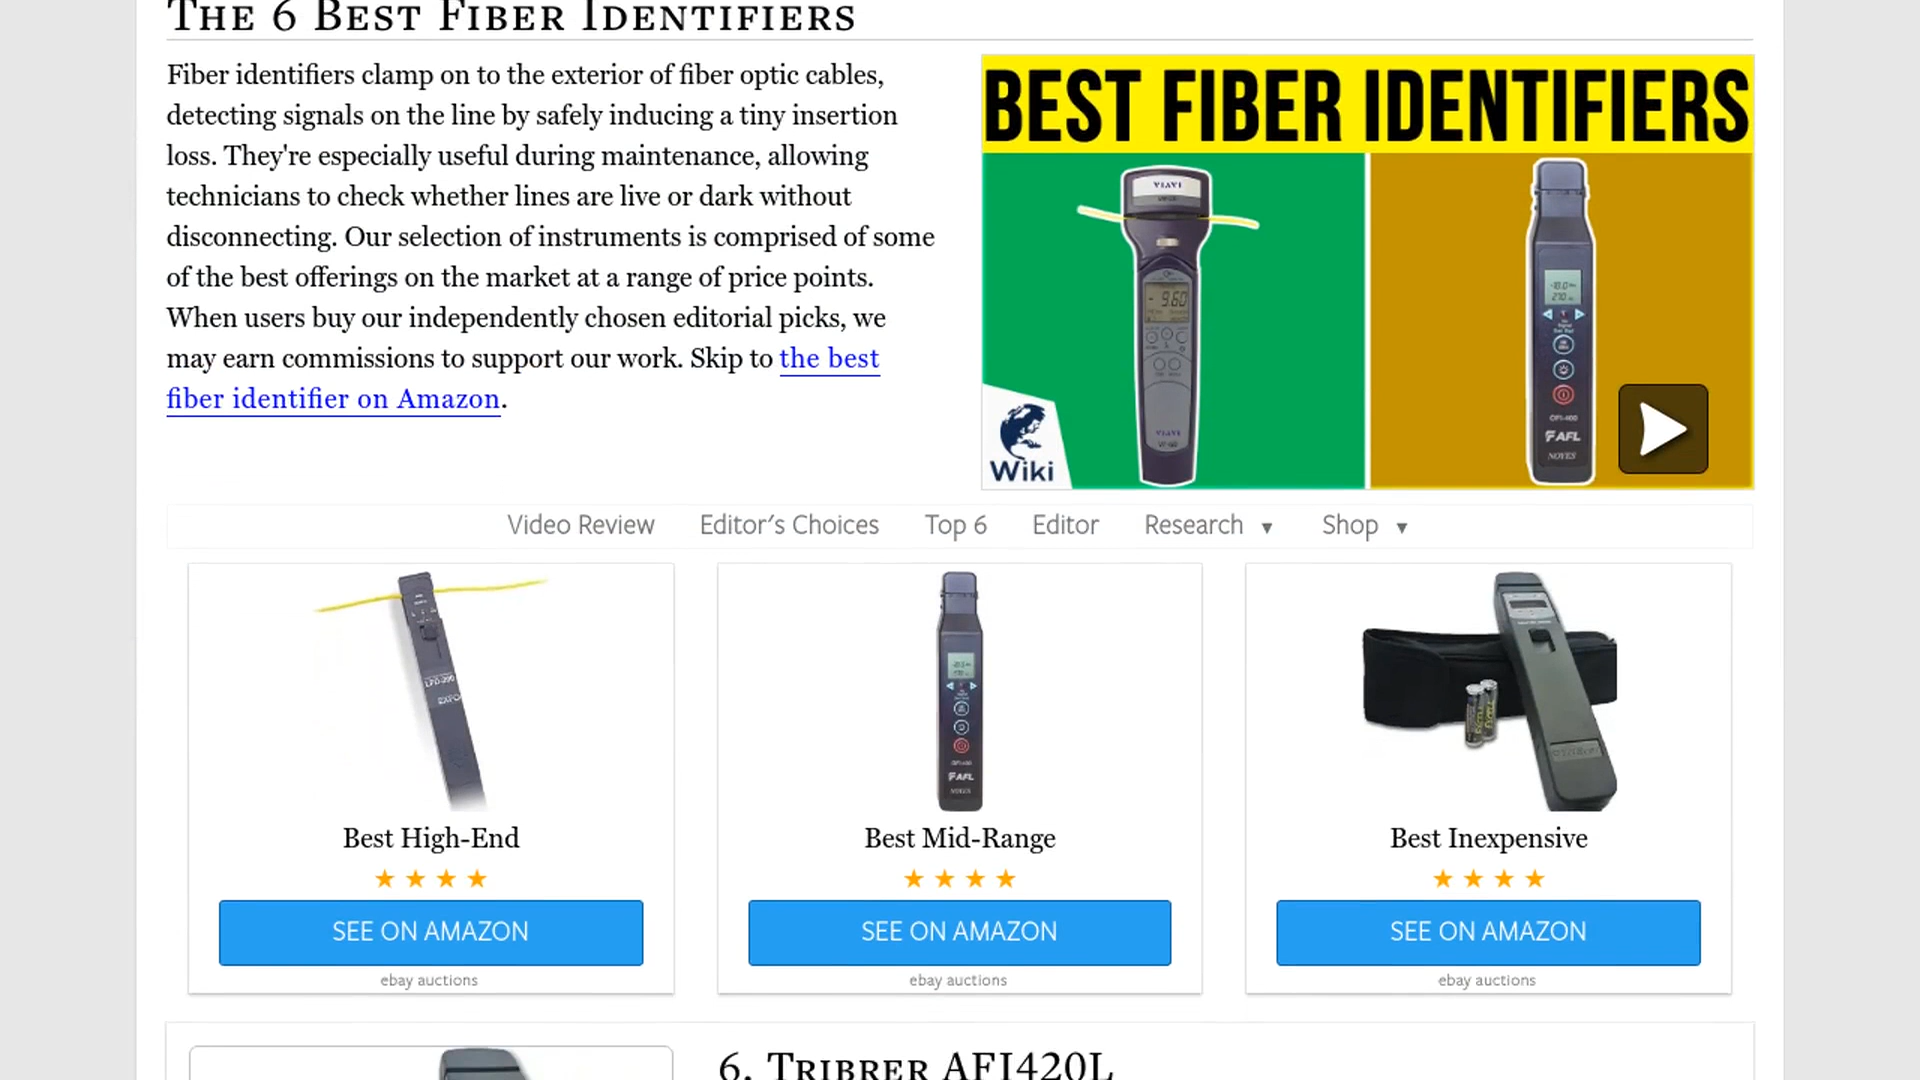 The 6 Best Fiber Identifiers
Fiber identifiers clamp on to the exterior of fiber optic cables,
detecting signals on the line by safely inducing a tiny insertion
loss. They're especially useful during maintenance, allowing
technicians to check whether lines are live or dark without
disconnecting. Our selection of instruments is comprised of some
of the best offerings on the market at a range of price points.
When users buy our independently chosen editorial picks, we
may earn commissions to support our work. Skip to the best
fiber identifier on Amazon.
BEST FIBER IDENTIFIERS
VIAVI
- 9.60
VIAVI
-18.0
270
OFI-400
AFL
NOYES
Wiki
Video Review Editor's Choices Top 6 Editor Research ▼ Shop ▼
EXFO
AFL
NOYES
Best High-End
★ ★ ★ ★
SEE ON AMAZON
ebay auctions
Best Mid-Range
★ ★ ★ ★
SEE ON AMAZON
ebay auctions
Best Inexpensive
★ ★ ★ ★
SEE ON AMAZON
ebay auctions
6. Tribrer AFI420L